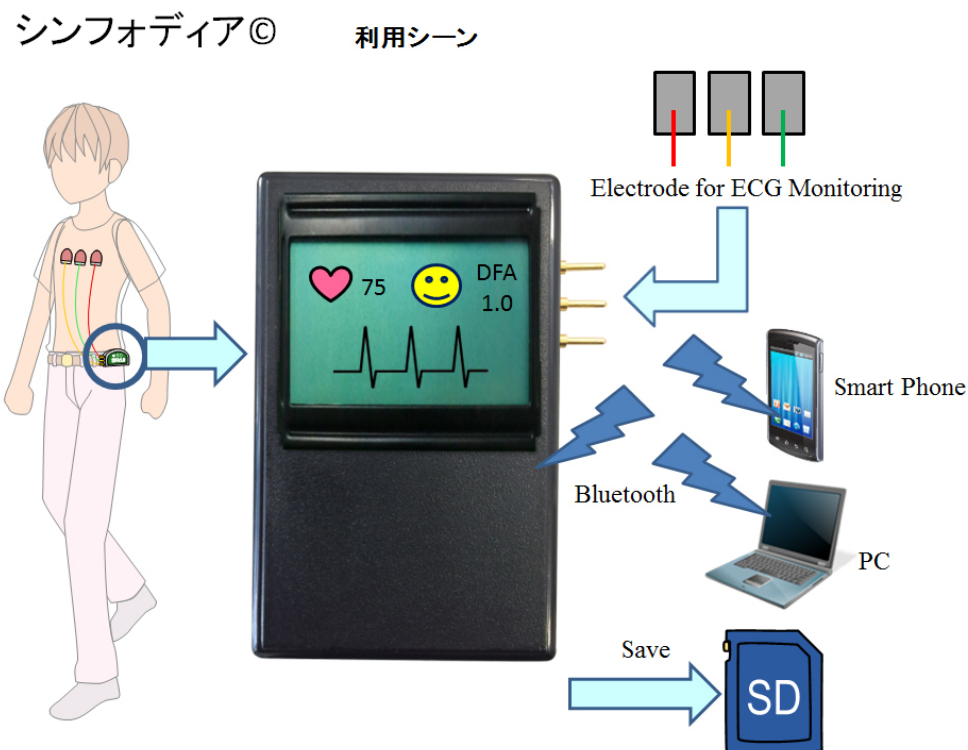 シンフォディア©
利用シーン
Electrode for ECG Monitoring
75
DFA
1.0
Smart Phone
Bluetooth
PC
Save
SD